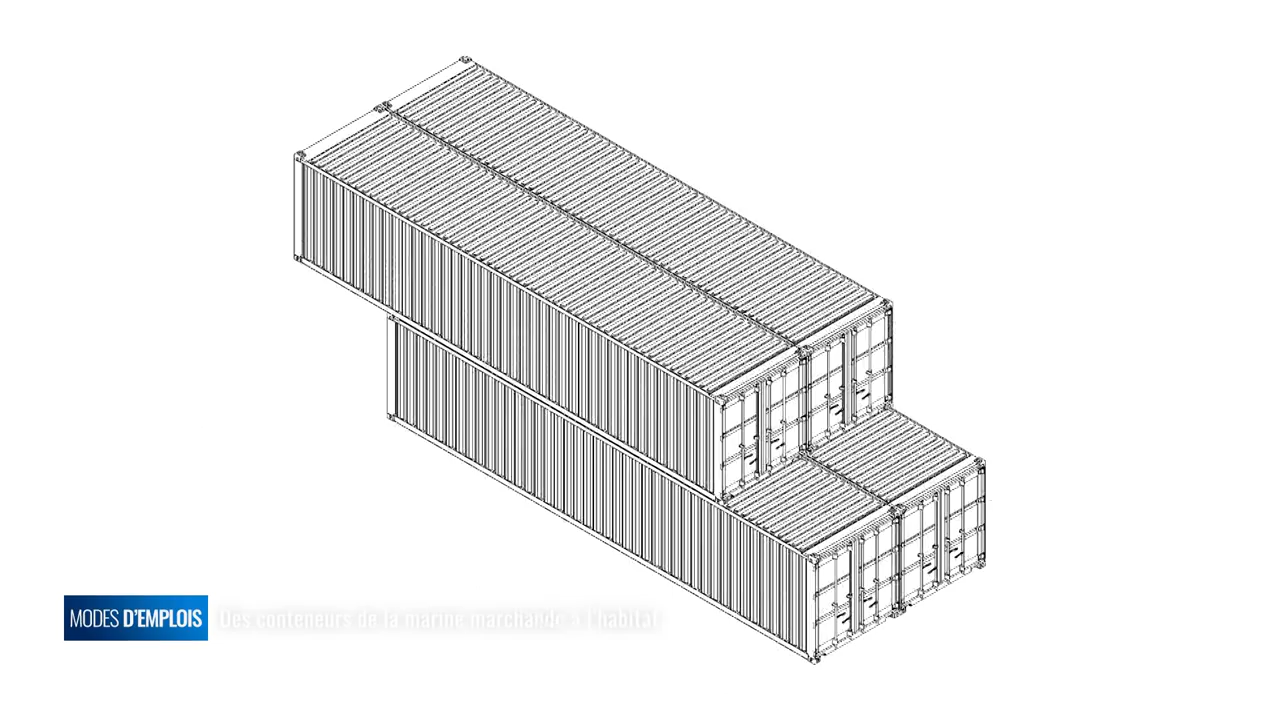 MODES D'EMPLOIS
Des conteneurs de la marine marchande à l'habitat